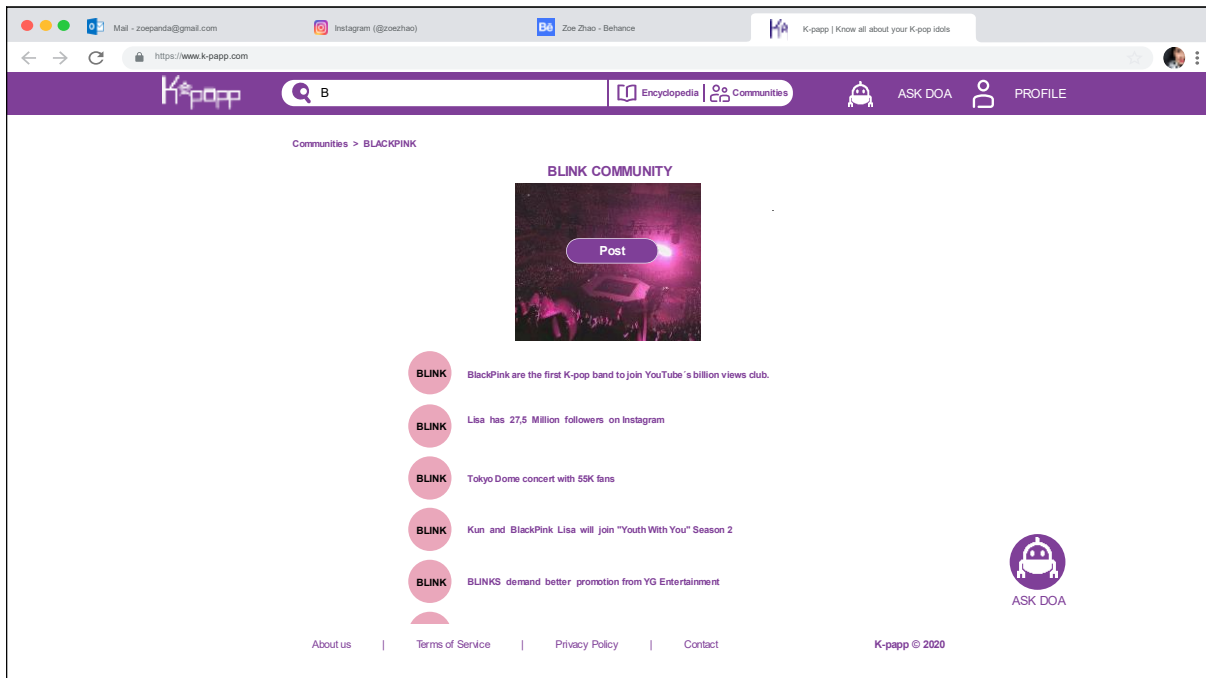 Mail - zoepanda@gmail.com
Instagram (@zoezhao)
Bē Zoe Zhao - Behance
K-papp | Know all about your K-pop idols
https://www.k-papp.com
K-papp
B
Encyclopedia
Communities
ASK DOA
PROFILE
Communities > BLACKPINK
BLINK COMMUNITY
Post
BLINK BlackPink are the first K-pop band to join YouTube´s billion views club.
BLINK Lisa has 27,5 Million followers on Instagram
BLINK Tokyo Dome concert with 55K fans
BLINK Kun and BlackPink Lisa will join "Youth With You" Season 2
BLINK BLINKS demand better promotion from YG Entertainment
ASK DOA
About us | Terms of Service | Privacy Policy | Contact K-papp © 2020